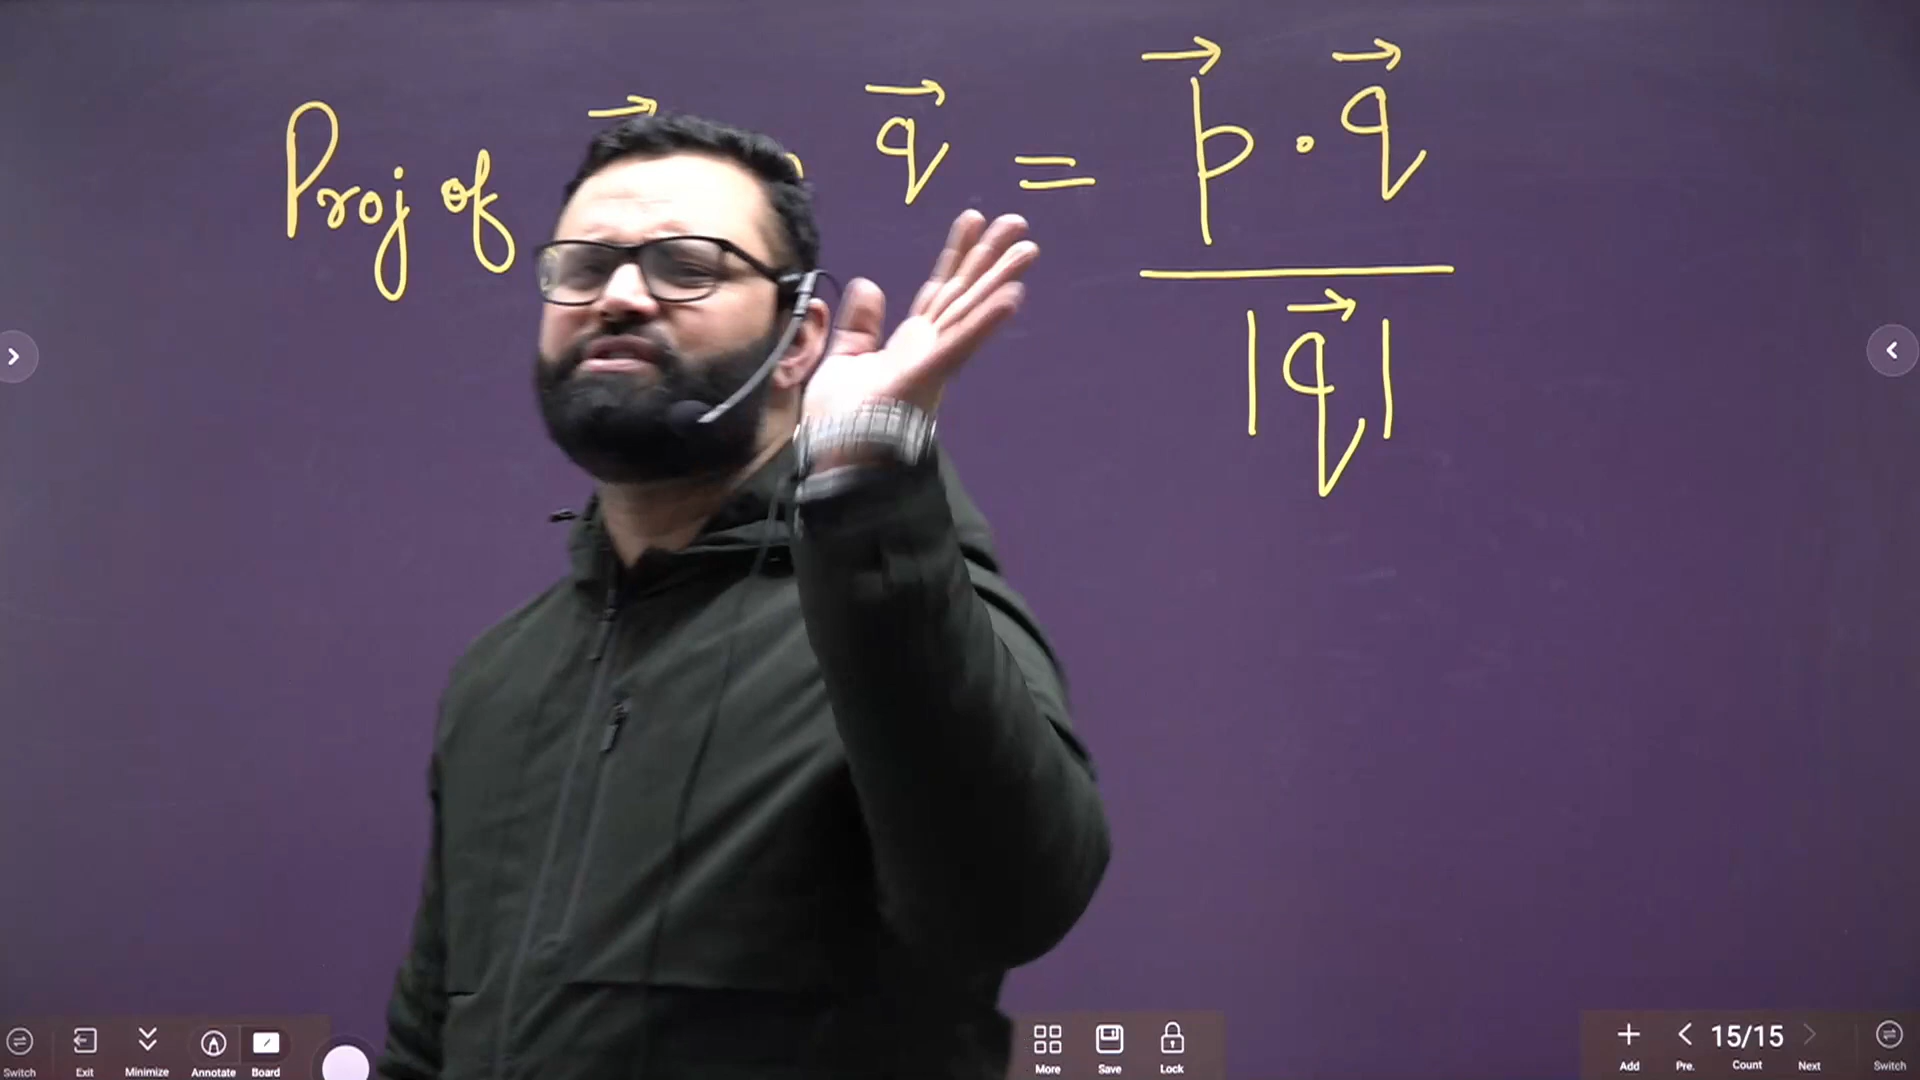 Proj of q⃗ = p⃗ · q⃗
|q⃗|
15/15
Switch Exit Minimize Annotate Board More Save Lock Add Pre. Count Next Switch